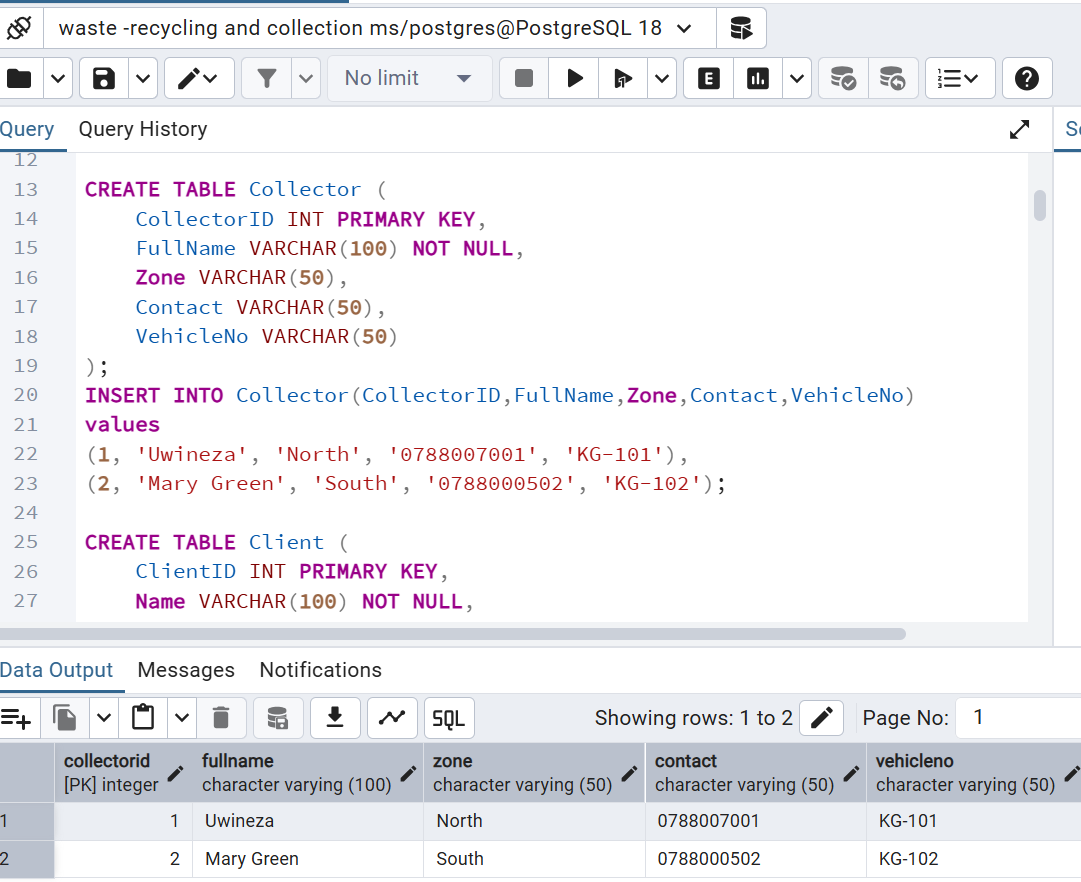 waste -recycling and collection ms/postgres@PostgreSQL 18
No limit
E
1
2
3
?
Query
Query History
12
13 CREATE TABLE Collector (
14 CollectorID INT PRIMARY KEY,
15 FullName VARCHAR(100) NOT NULL,
16 Zone VARCHAR(50),
17 Contact VARCHAR(50),
18 VehicleNo VARCHAR(50)
19 );
20 INSERT INTO Collector(CollectorID,FullName,Zone,Contact,VehicleNo)
21 values
22 (1, 'Uwineza', 'North', '0788007001', 'KG-101'),
23 (2, 'Mary Green', 'South', '0788000502', 'KG-102');
24
25 CREATE TABLE Client (
26 ClientID INT PRIMARY KEY,
27 Name VARCHAR(100) NOT NULL,
Data Output Messages Notifications
SQL
Showing rows: 1 to 2
Page No: 1
collectorid fullname zone contact vehicleno
[PK] integer character varying (100) character varying (50) character varying (50) character varying (50)
1 1 Uwineza North 0788007001 KG-101
2 2 Mary Green South 0788000502 KG-102